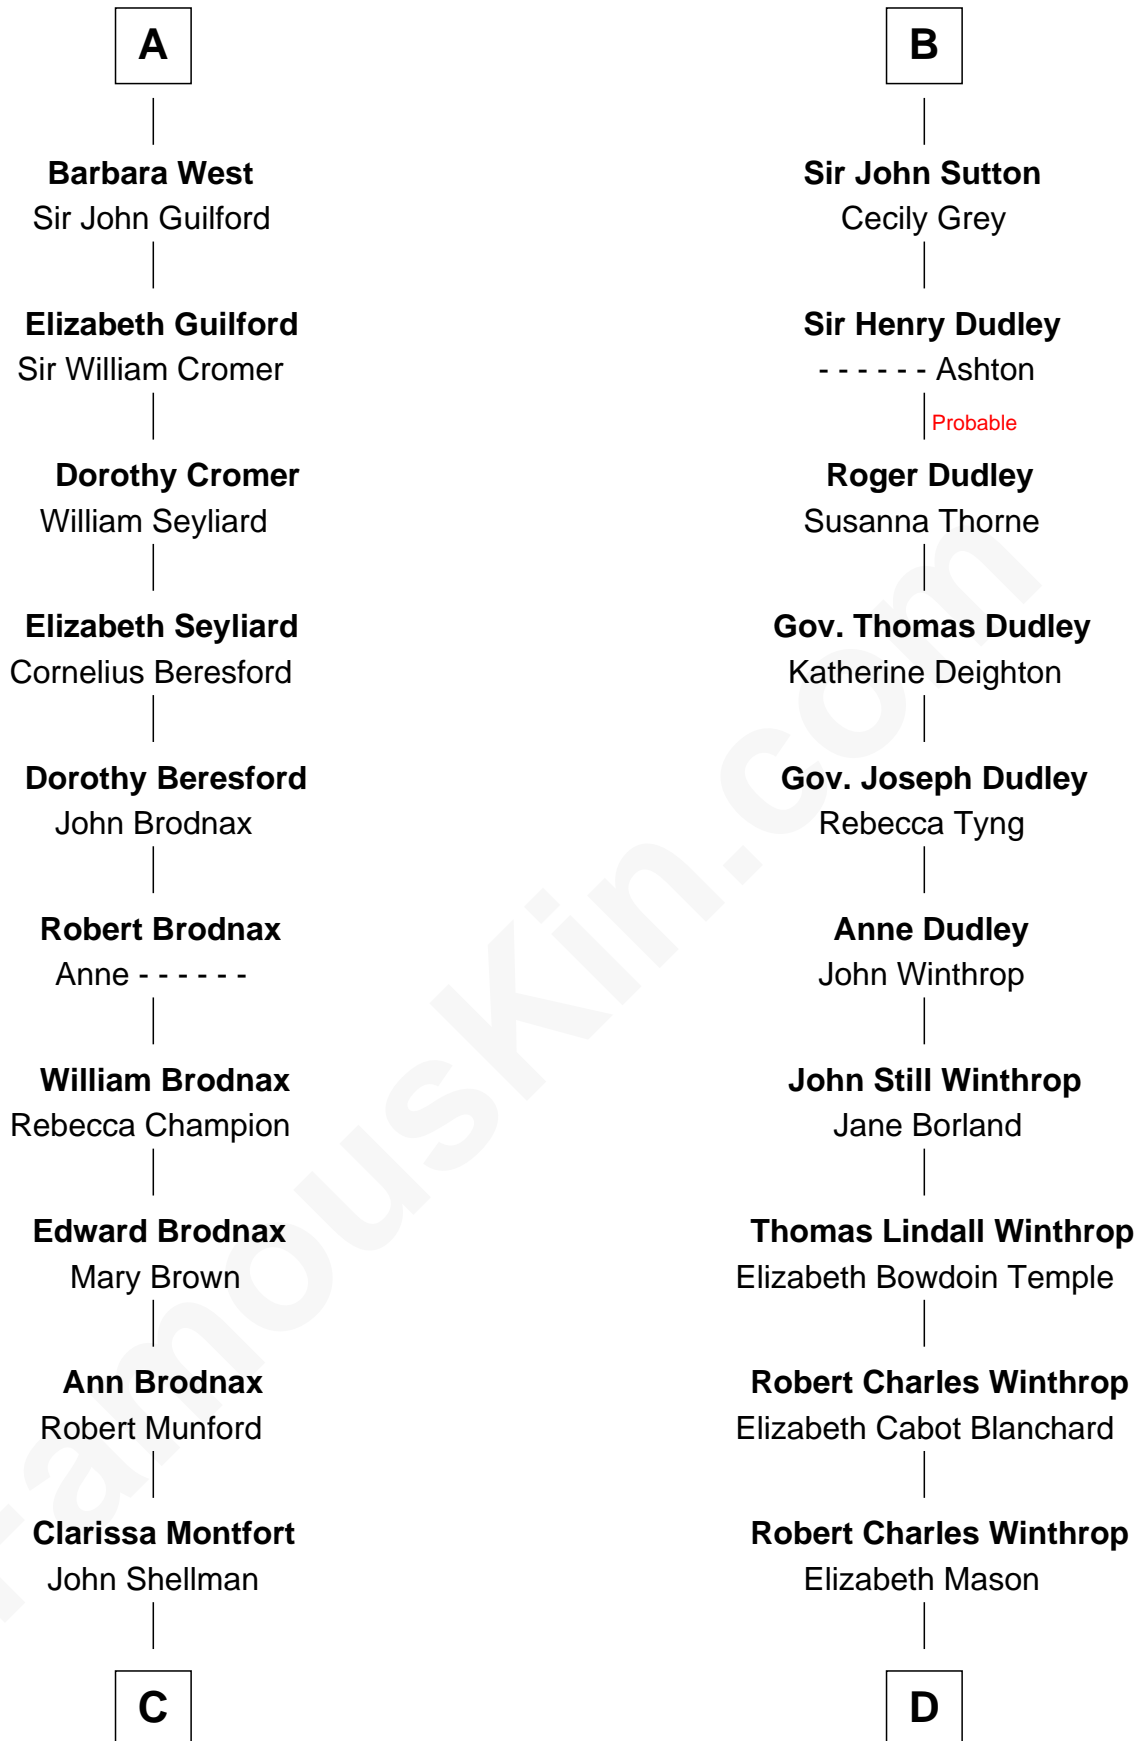 A
Barbara West
Sir John Guilford
Elizabeth Guilford
Sir William Cromer
Dorothy Cromer
William Seyliard
Elizabeth Seyliard
Cornelius Beresford
Dorothy Beresford
John Brodnax
Robert Brodnax
Anne - - - - - -
William Brodnax
Rebecca Champion
Edward Brodnax
Mary Brown
Ann Brodnax
Robert Munford
Clarissa Montfort
John Shellman
C
B
Sir John Sutton
Cecily Grey
Sir Henry Dudley
- - - - - - Ashton
Probable
Roger Dudley
Susanna Thorne
Gov. Thomas Dudley
Katherine Deighton
Gov. Joseph Dudley
Rebecca Tyng
Anne Dudley
John Winthrop
John Still Winthrop
Jane Borland
Thomas Lindall Winthrop
Elizabeth Bowdoin Temple
Robert Charles Winthrop
Elizabeth Cabot Blanchard
Robert Charles Winthrop
Elizabeth Mason
D
FamousKin.com